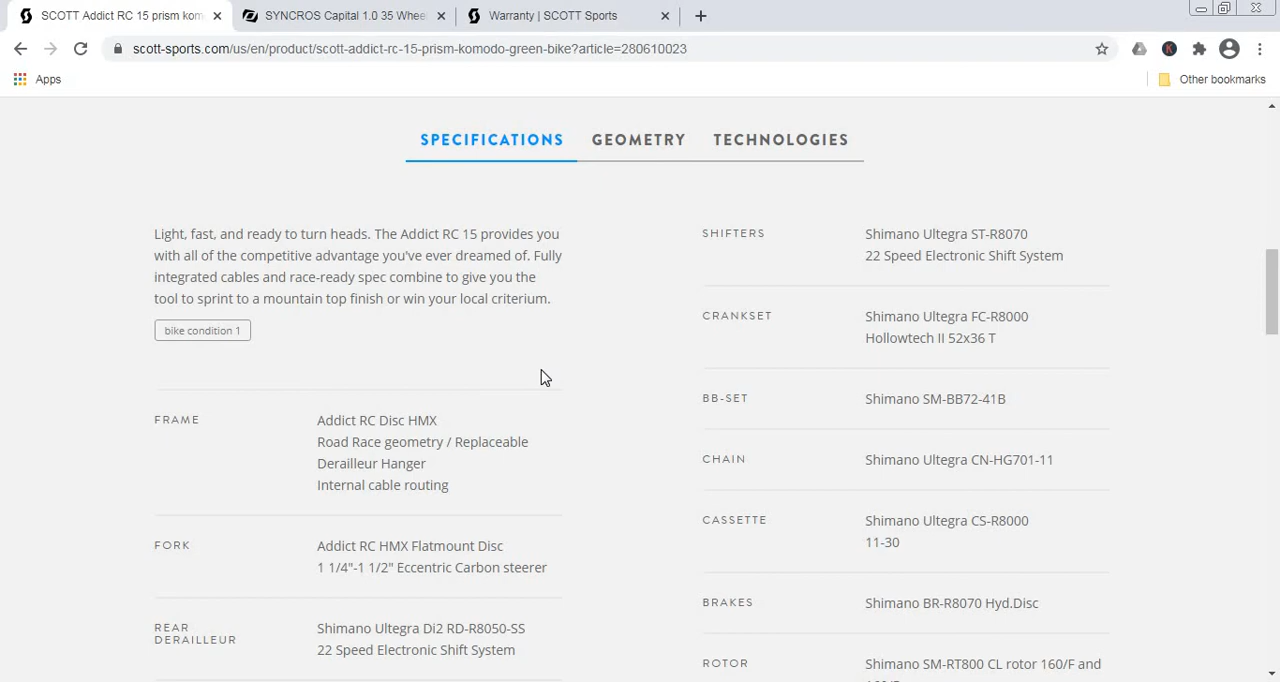 SCOTT Addict RC 15 prism kom
SYNCROS Capital 1.0 35 Whee
Warranty | SCOTT Sports
scott-sports.com/us/en/product/scott-addict-rc-15-prism-komodo-green-bike?article=280610023
K
Apps
Other bookmarks
SPECIFICATIONS
GEOMETRY
TECHNOLOGIES
Light, fast, and ready to turn heads. The Addict RC 15 provides you
with all of the competitive advantage you've ever dreamed of. Fully
integrated cables and race-ready spec combine to give you the
tool to sprint to a mountain top finish or win your local criterium.
bike condition 1
FRAME
Addict RC Disc HMX
Road Race geometry / Replaceable
Derailleur Hanger
Internal cable routing
FORK
Addict RC HMX Flatmount Disc
1 1/4"-1 1/2" Eccentric Carbon steerer
REAR
DERAILLEUR
Shimano Ultegra Di2 RD-R8050-SS
22 Speed Electronic Shift System
SHIFTERS
Shimano Ultegra ST-R8070
22 Speed Electronic Shift System
CRANKSET
Shimano Ultegra FC-R8000
Hollowtech II 52x36 T
BB-SET
Shimano SM-BB72-41B
CHAIN
Shimano Ultegra CN-HG701-11
CASSETTE
Shimano Ultegra CS-R8000
11-30
BRAKES
Shimano BR-R8070 Hyd.Disc
ROTOR
Shimano SM-RT800 CL rotor 160/F and